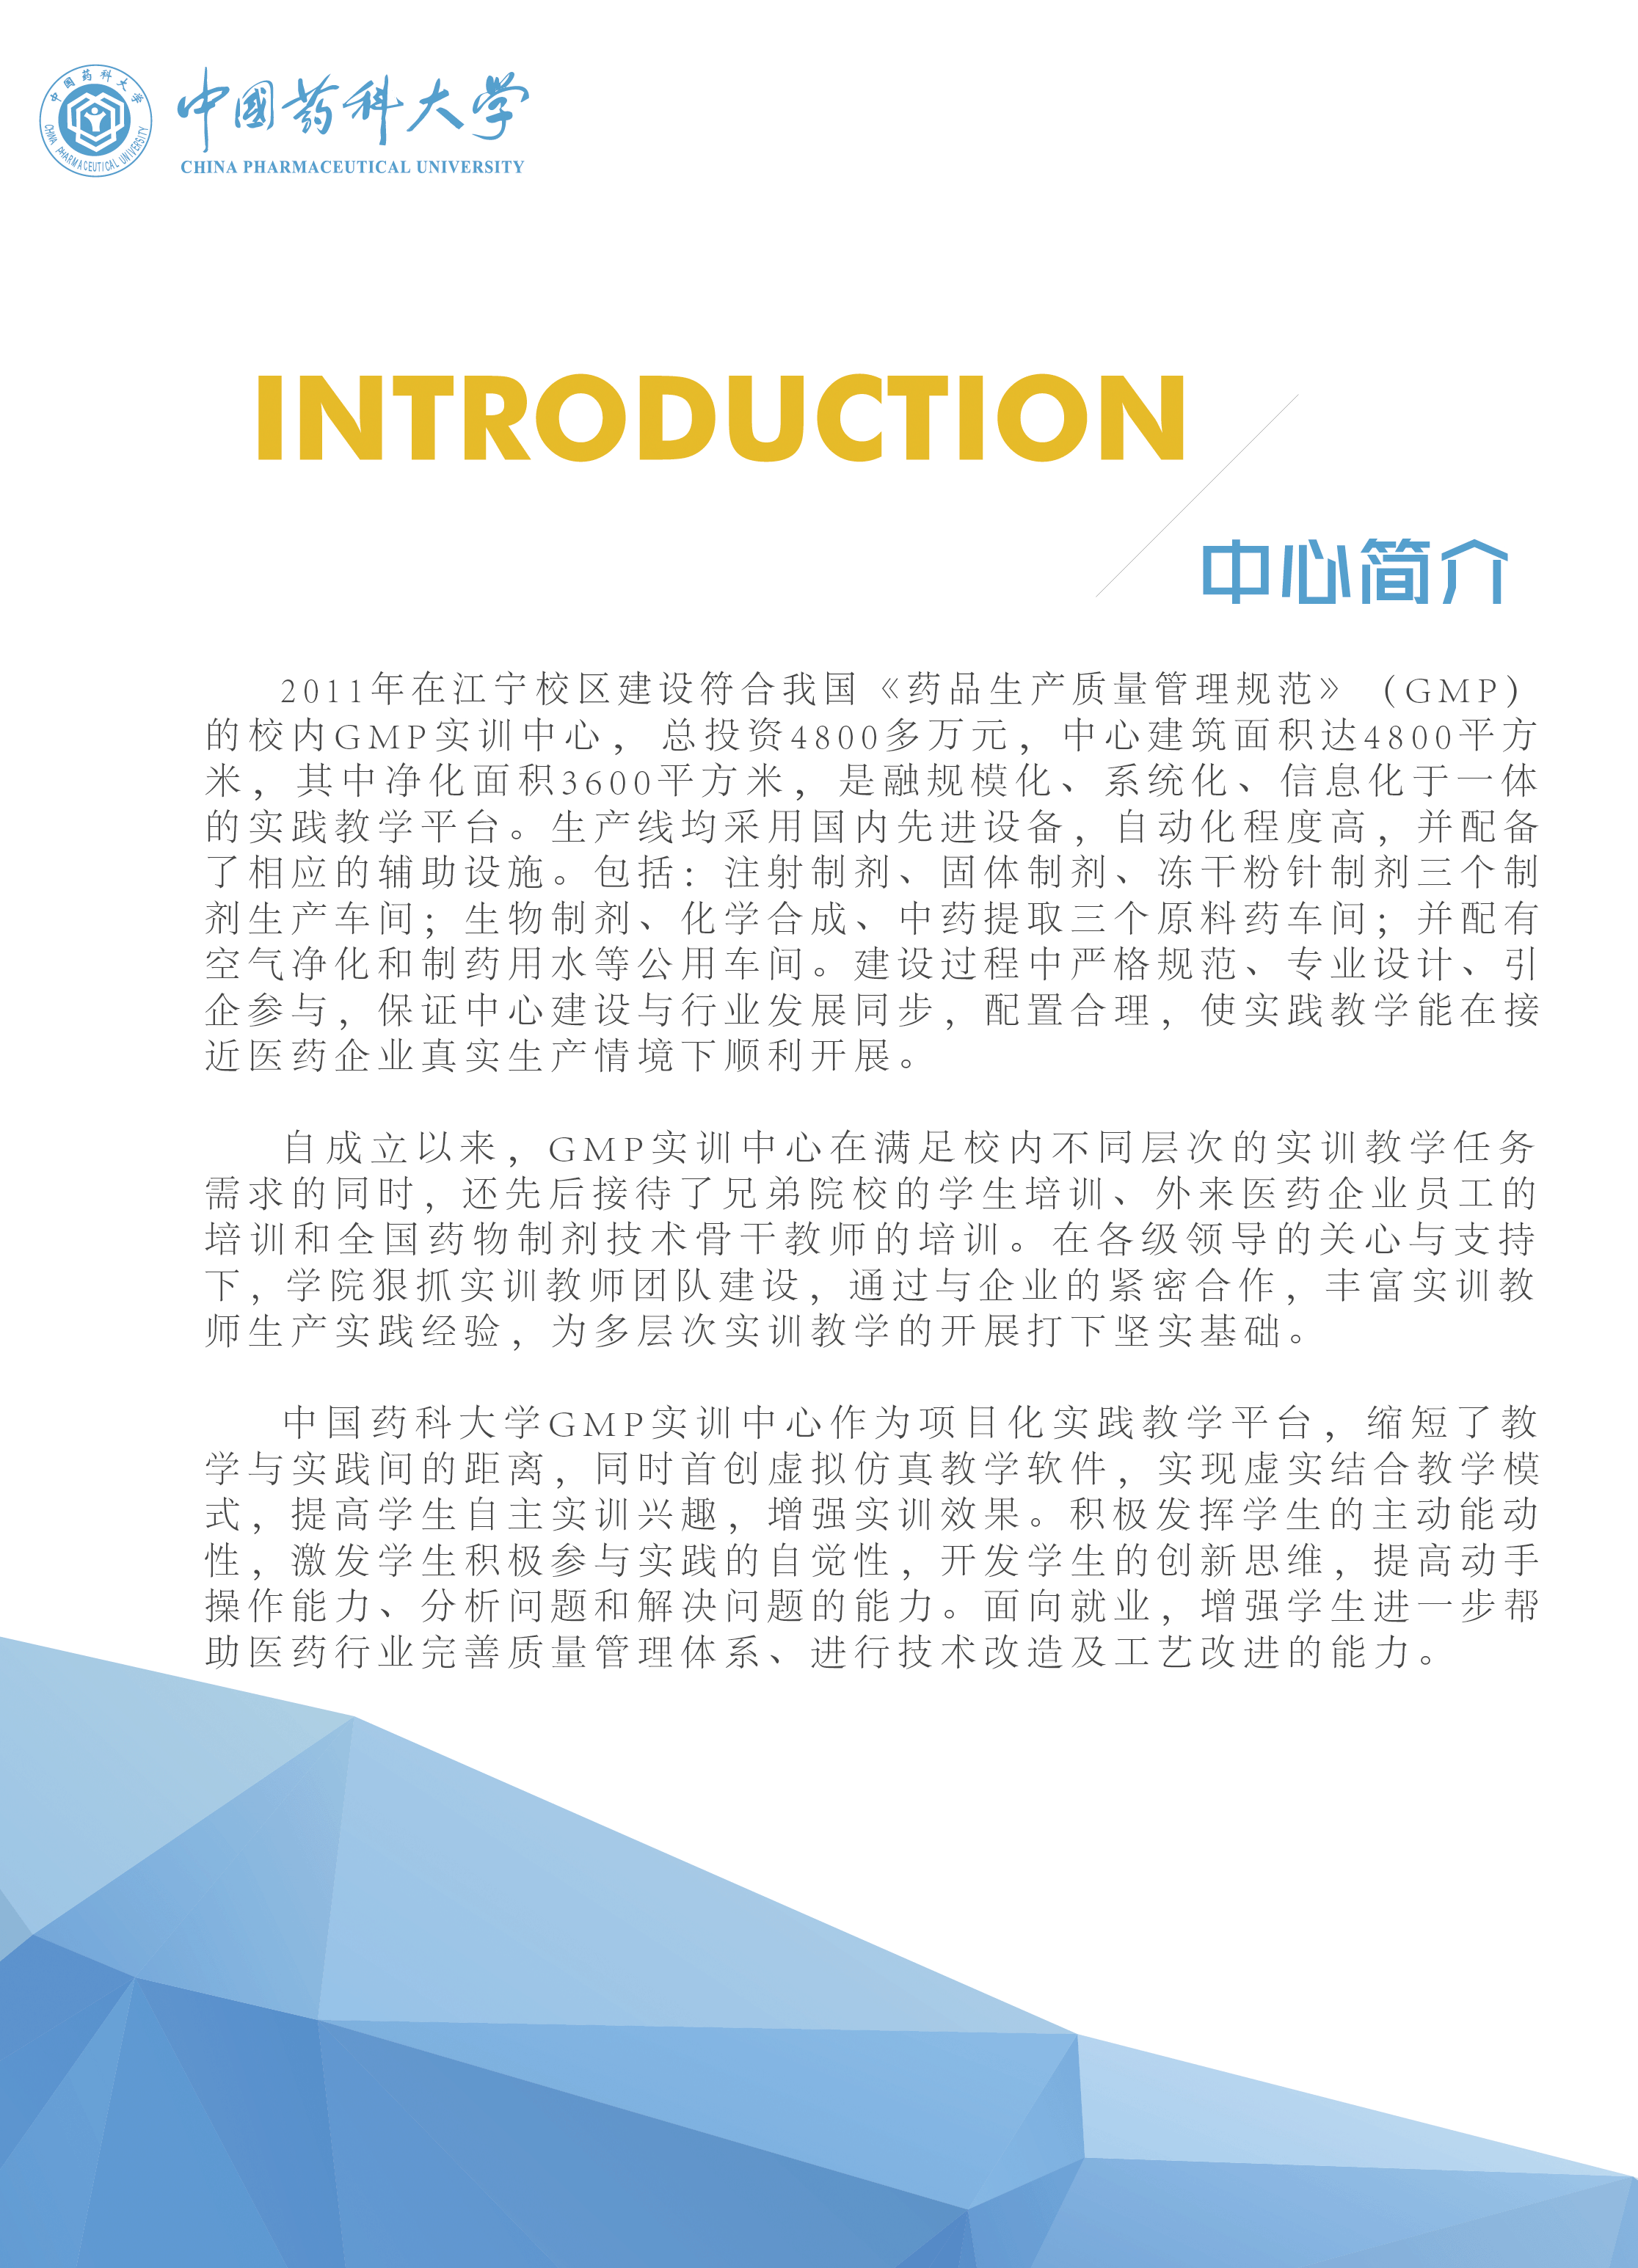 中国药科大学
CHINA PHARMACEUTICAL UNIVERSITY
中國药科大学
CHINA PHARMACEUTICAL UNIVERSITY
INTRODUCTION
中心简介
2011年在江宁校区建设符合我国《药品生产质量管理规范》（GMP）
的校内GMP实训中心，总投资4800多万元，中心建筑面积达4800平方
米，其中净化面积3600平方米，是融规模化、系统化、信息化于一体
的实践教学平台。生产线均采用国内先进设备，自动化程度高，并配备
了相应的辅助设施。包括：注射制剂、固体制剂、冻干粉针制剂三个制
剂生产车间；生物制剂、化学合成、中药提取三个原料药车间；并配有
空气净化和制药用水等公用车间。建设过程中严格规范、专业设计、引
企参与，保证中心建设与行业发展同步，配置合理，使实践教学能在接
近医药企业真实生产情境下顺利开展。
自成立以来，GMP实训中心在满足校内不同层次的实训教学任务
需求的同时，还先后接待了兄弟院校的学生培训、外来医药企业员工的
培训和全国药物制剂技术骨干教师的培训。在各级领导的关心与支持
下，学院狠抓实训教师团队建设，通过与企业的紧密合作，丰富实训教
师生产实践经验，为多层次实训教学的开展打下坚实基础。
中国药科大学GMP实训中心作为项目化实践教学平台，缩短了教
学与实践间的距离，同时首创虚拟仿真教学软件，实现虚实结合教学模
式，提高学生自主实训兴趣，增强实训效果。积极发挥学生的主动能动
性，激发学生积极参与实践的自觉性，开发学生的创新思维，提高动手
操作能力、分析问题和解决问题的能力。面向就业，增强学生进一步帮
助医药行业完善质量管理体系、进行技术改造及工艺改进的能力。